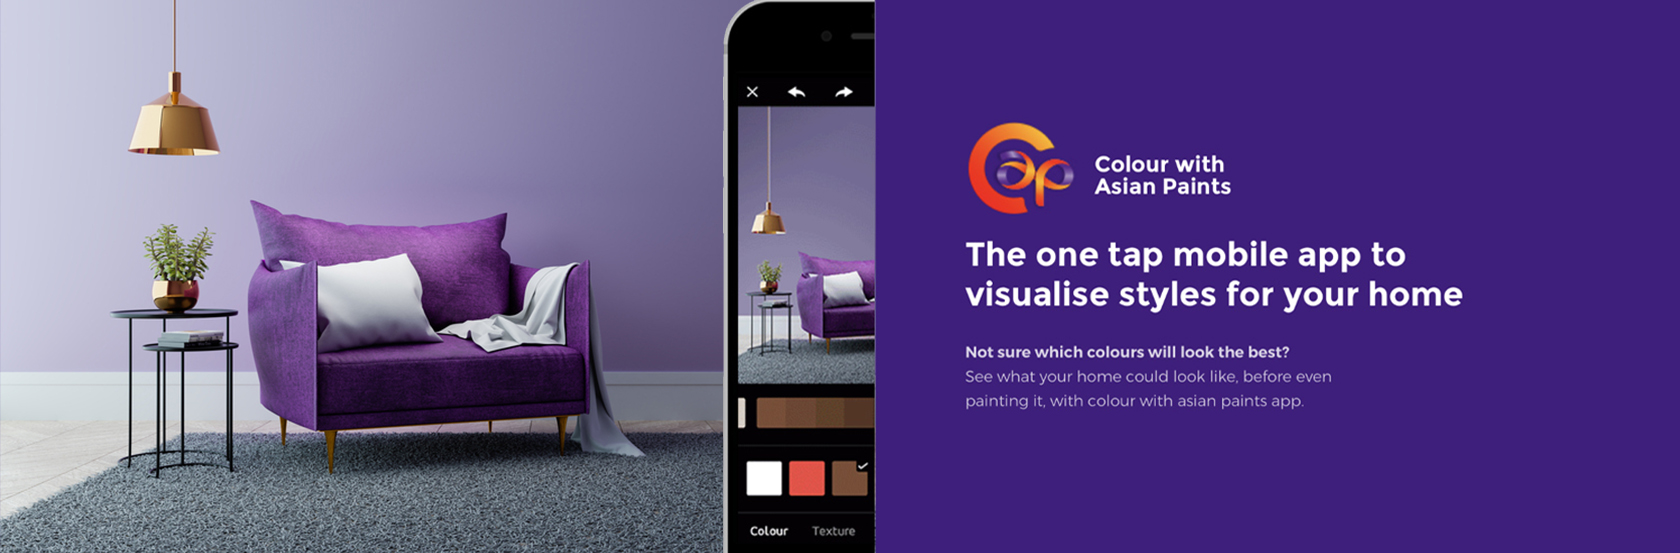 Colour Texture
ap
Colour with
Asian Paints
The one tap mobile app to
visualise styles for your home
Not sure which colours will look the best?
See what your home could look like, before even
painting it, with colour with asian paints app.